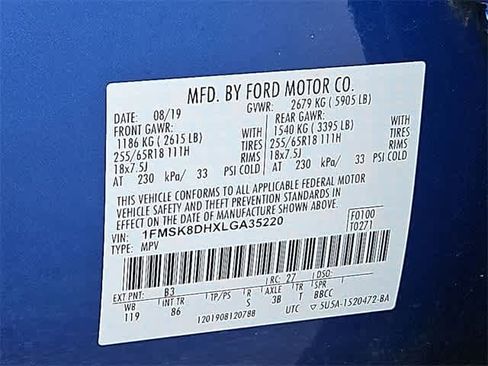 MFD. BY FORD MOTOR CO.
DATE: 08/19 GVWR: 2679 KG ( 5905 LB)
FRONT GAWR: REAR GAWR:
1186 KG ( 2615 LB) WITH 1540 KG ( 3395 LB) WITH
255/65R18 111H TIRES 255/65R18 111H TIRES
18x7.5J RIMS 18x7.5J RIMS
AT 230 kPa/ 33 PSI COLD AT 230 kPa/ 33 PSI COLD
THIS VEHICLE CONFORMS TO ALL APPLICABLE FEDERAL MOTOR
VEHICLE SAFETY AND THEFT PREVENTION STANDARDS IN
EFFECT ON THE DATE OF MANUFACTURE SHOWN ABOVE.
VIN: 1FMSK8DHXLGA35220 F0100
TYPE: MPV T0271
EXT PNT: B3 RC: 27 DSO:
WB INT TR TP/PS R AXLE TR SPR
119 86 S 3B T BBCC
1201908120788 UTC ▽ 5U5A-1520472-BA